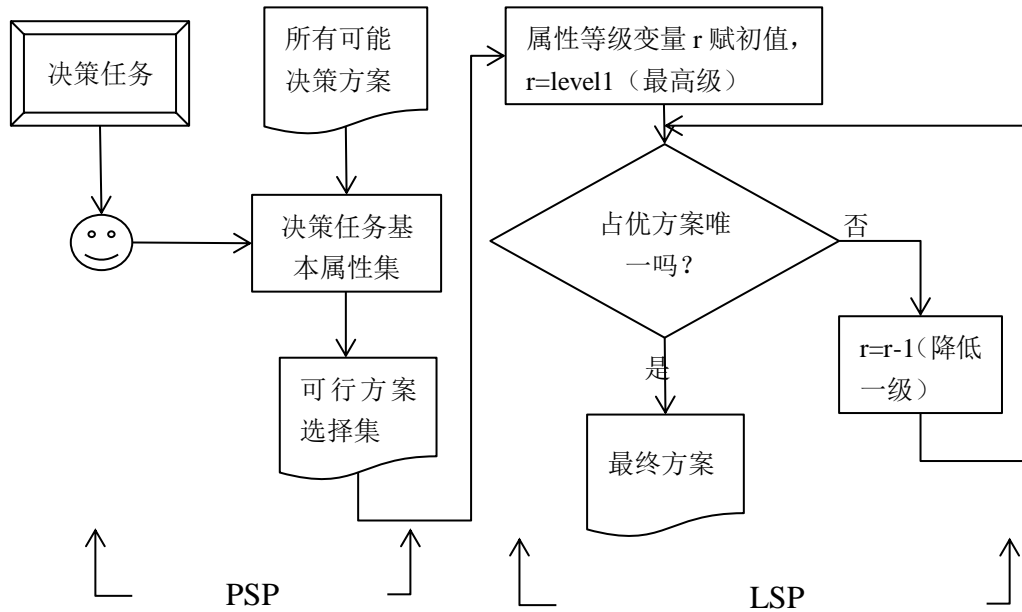 决策任务
所有可能
决策方案
决策任务基
本属性集
可行方案
选择集
属性等级变量 r 赋初值，
r=level1（最高级）
占优方案唯
一吗？
否
是
r=r-1（降低
一级）
最终方案
PSP
LSP